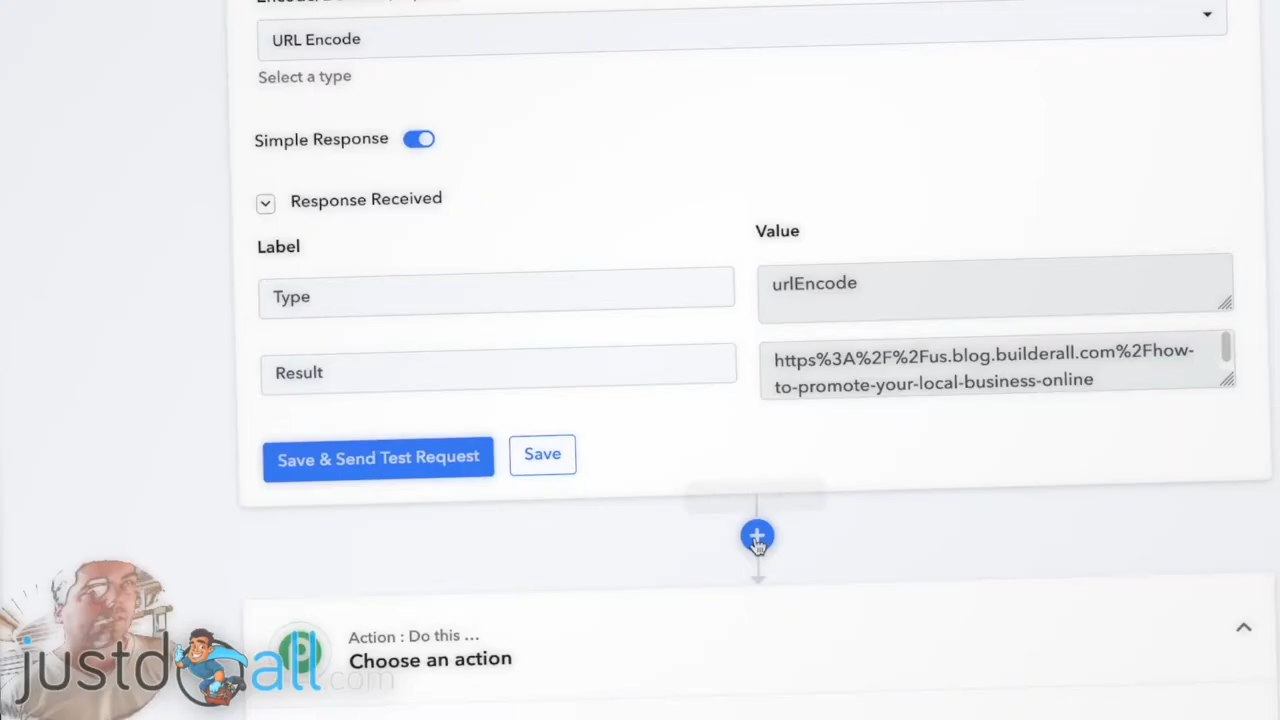 URL Encode
Select a type
Simple Response
Response Received
Label
Value
Type
urlEncode
Result
https%3A%2F%2Fus.blog.builderall.com%2Fhow-
to-promote-your-local-business-online
Save & Send Test Request
Save
Action : Do this ...
Choose an action
justd all.com